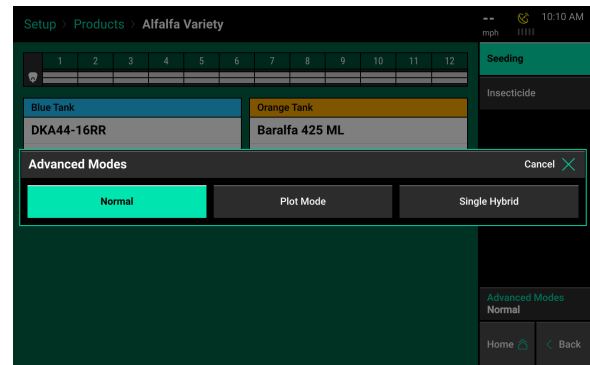 Setup > Products > Alfalfa Variety
--
mph
10:10 AM
1 2 3 4 5 6 7 8 9 10 11 12
Seeding
Insecticide
Blue Tank
DKA44-16RR
Orange Tank
Baralfa 425 ML
Advanced Modes
Cancel
Normal
Plot Mode
Single Hybrid
Advanced Modes
Normal
Home
< Back